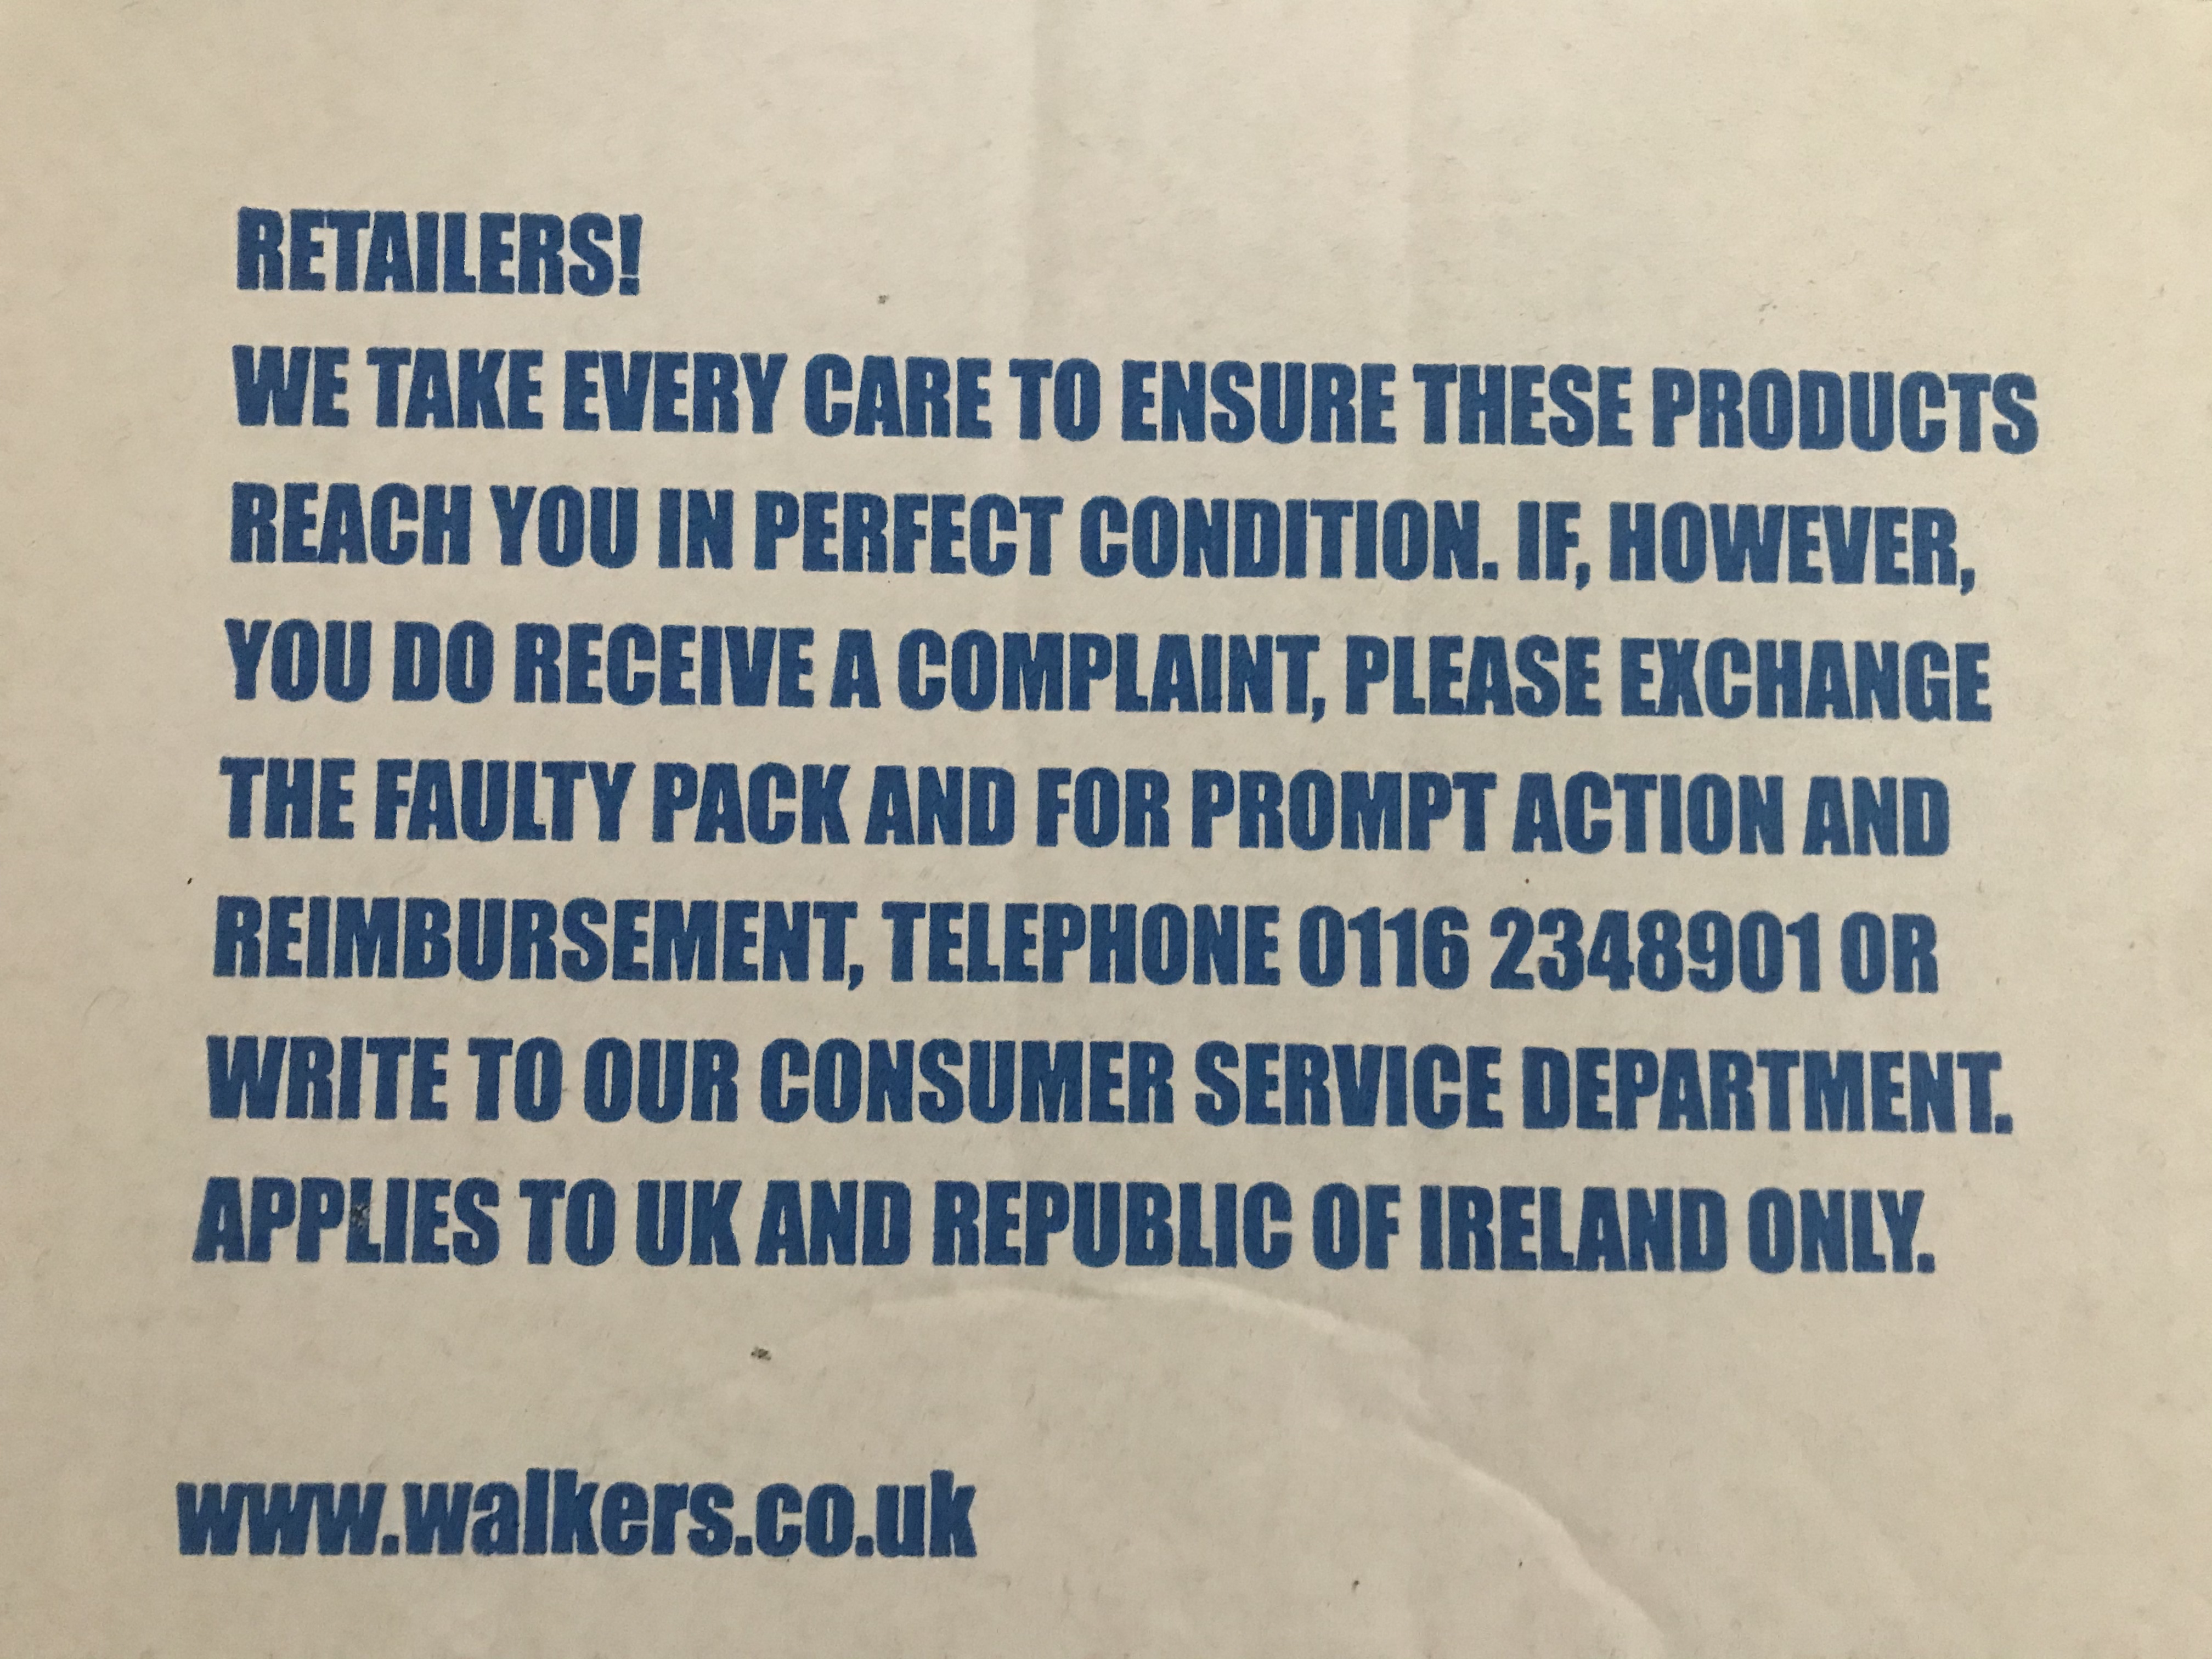 RETAILERS!
WE TAKE EVERY CARE TO ENSURE THESE PRODUCTS
REACH YOU IN PERFECT CONDITION. IF, HOWEVER,
YOU DO RECEIVE A COMPLAINT, PLEASE EXCHANGE
THE FAULTY PACK AND FOR PROMPT ACTION AND
REIMBURSEMENT, TELEPHONE 0116 2348901 OR
WRITE TO OUR CONSUMER SERVICE DEPARTMENT.
APPLIES TO UK AND REPUBLIC OF IRELAND ONLY.
www.walkers.co.uk